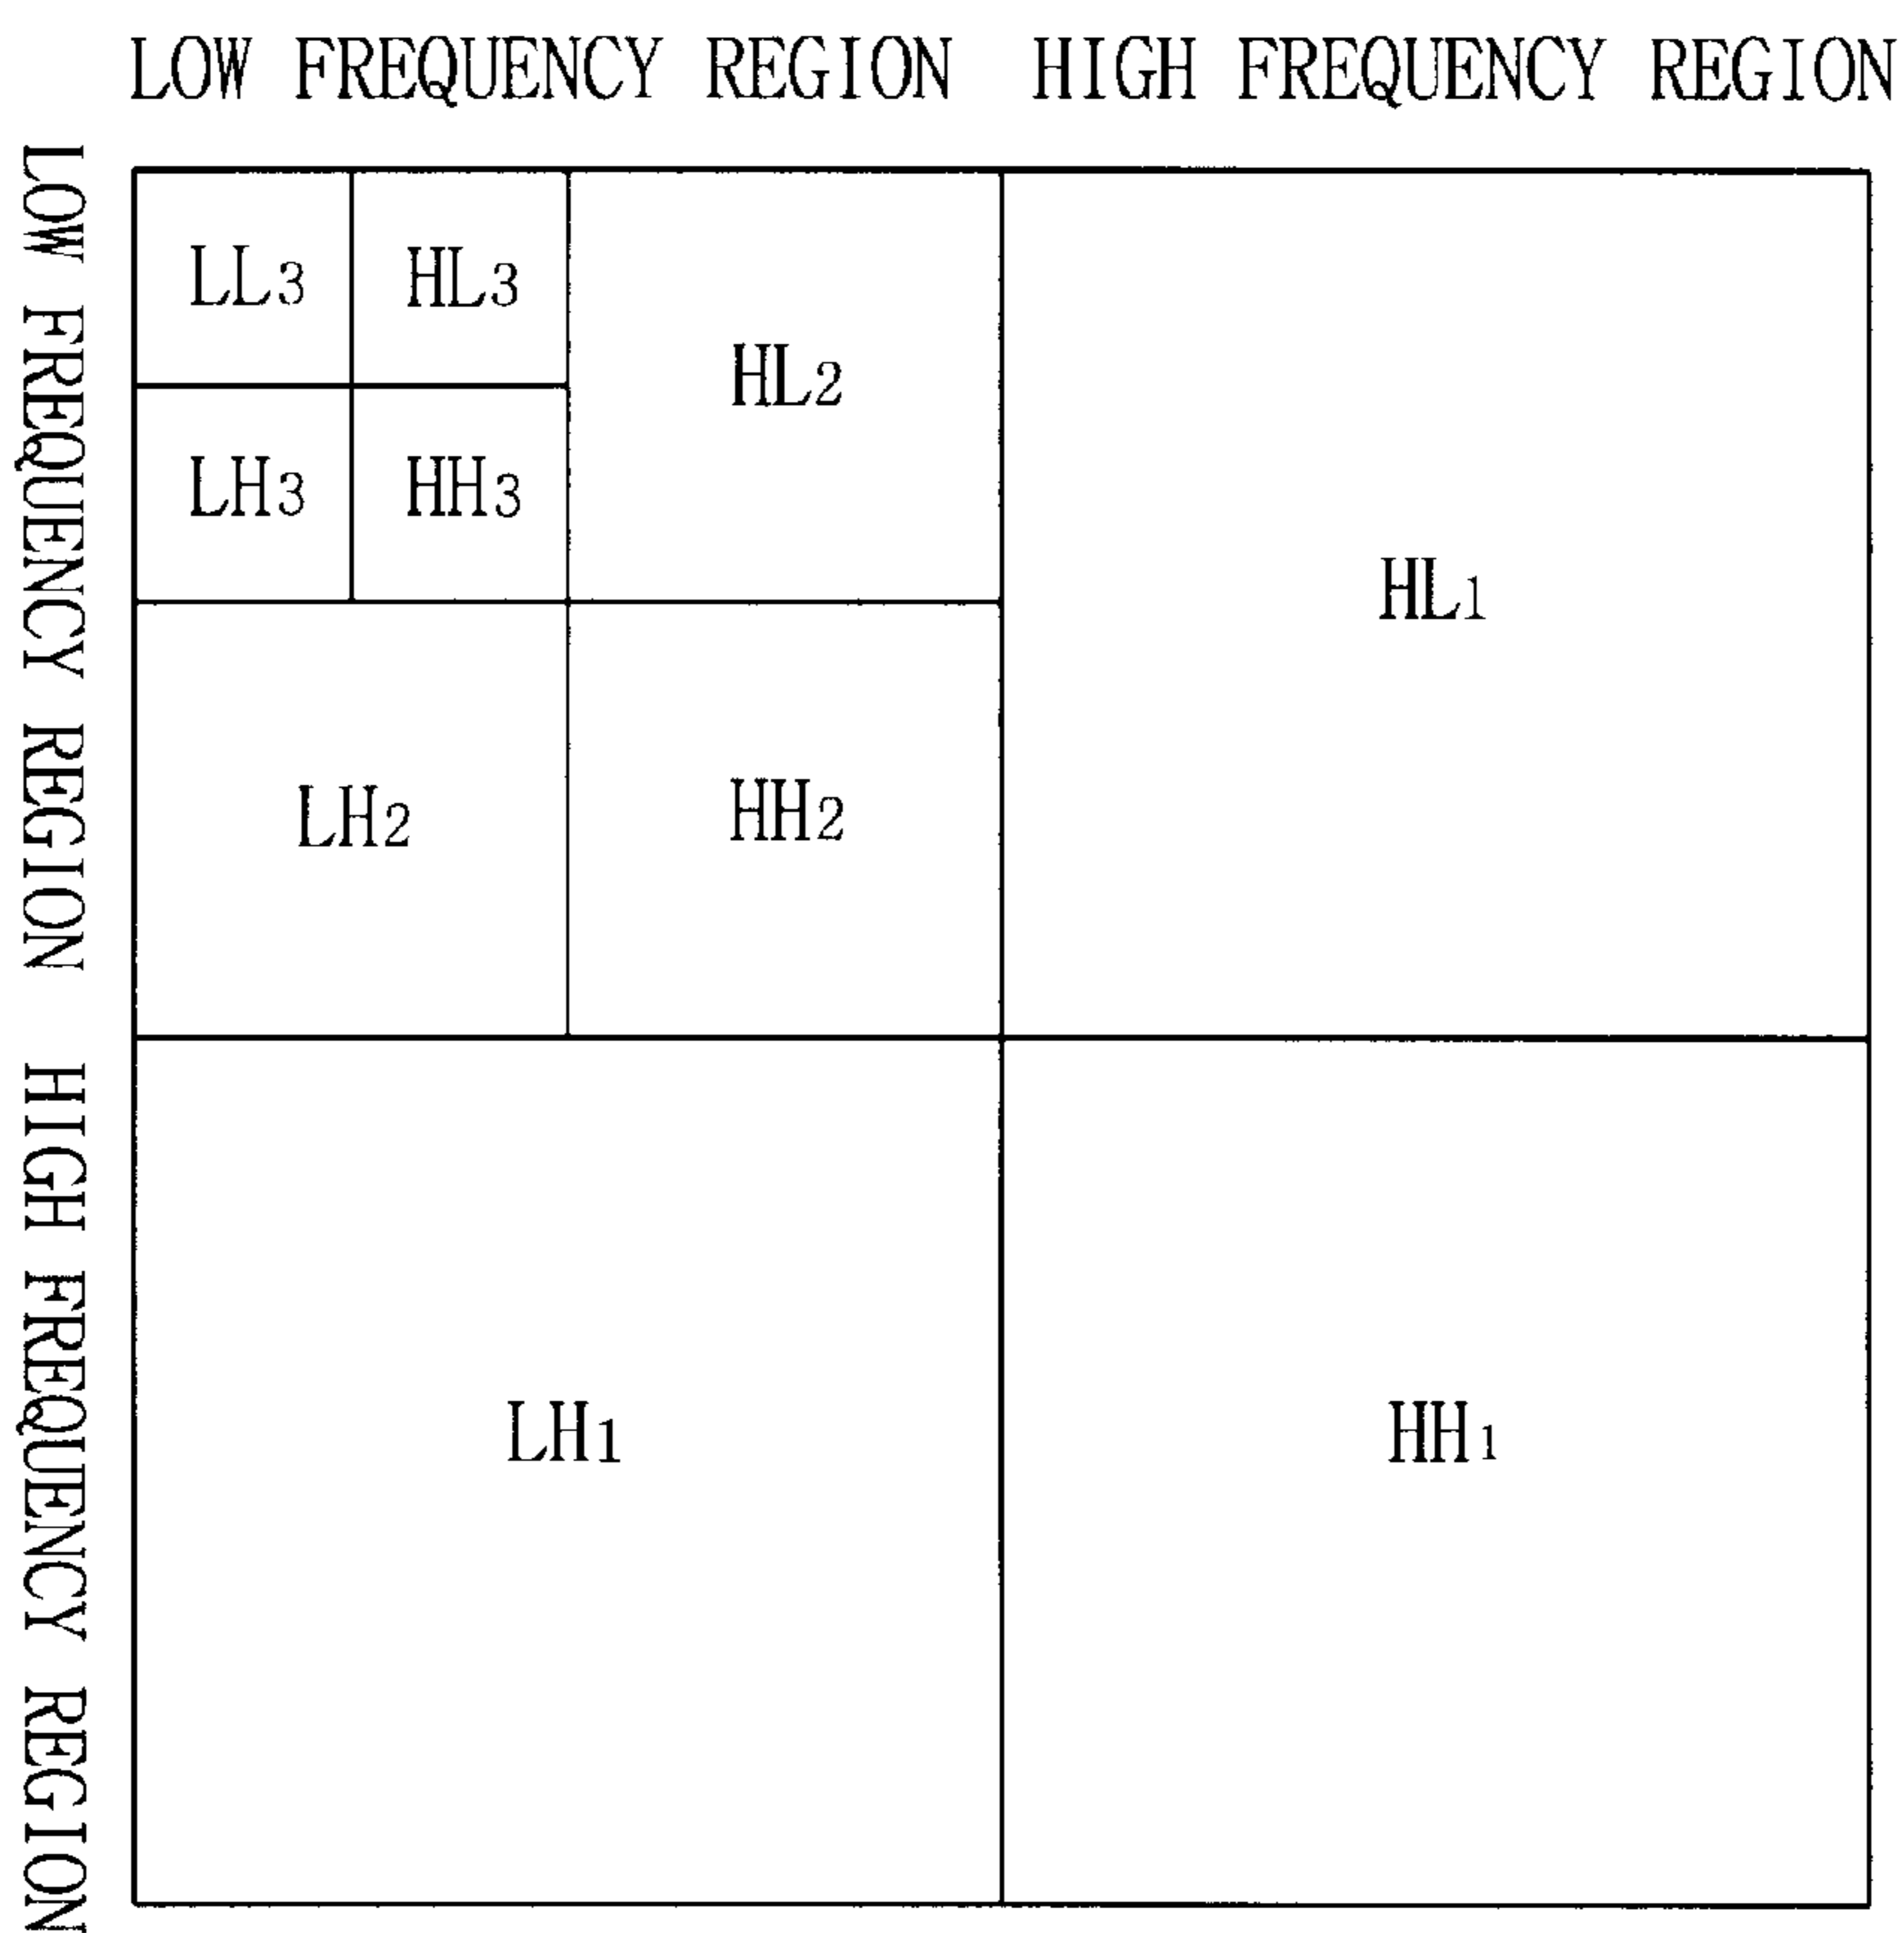 LOW FREQUENCY REGION HIGH FREQUENCY REGION
LOW FREQUENCY REGION HIGH FREQUENCY REGION
LL3 HL3
HL2
LH3 HH3
HL1
LH2 HH2
LH1 HH1